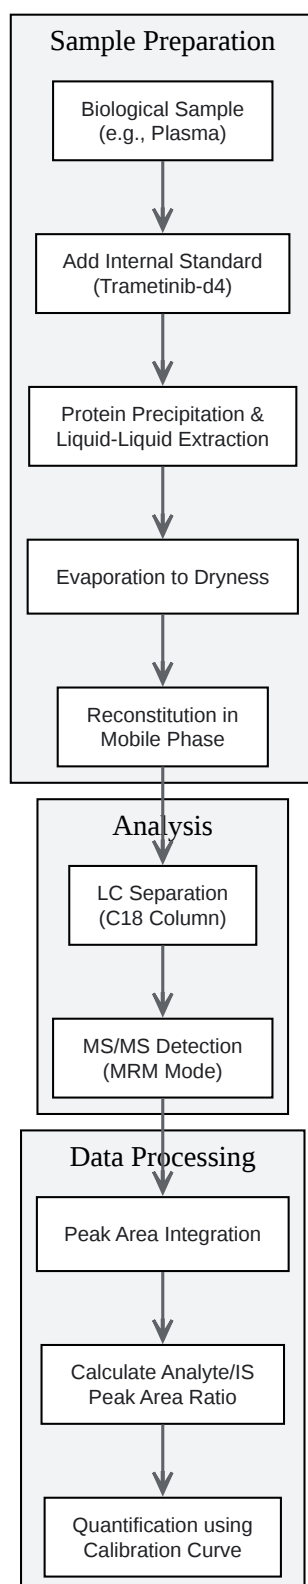 Sample Preparation
Biological Sample
(e.g., Plasma)
Add Internal Standard
(Trametinib-d4)
Protein Precipitation &
Liquid-Liquid Extraction
Evaporation to Dryness
Reconstitution in
Mobile Phase
Analysis
LC Separation
(C18 Column)
MS/MS Detection
(MRM Mode)
Data Processing
Peak Area Integration
Calculate Analyte/IS
Peak Area Ratio
Quantification using
Calibration Curve